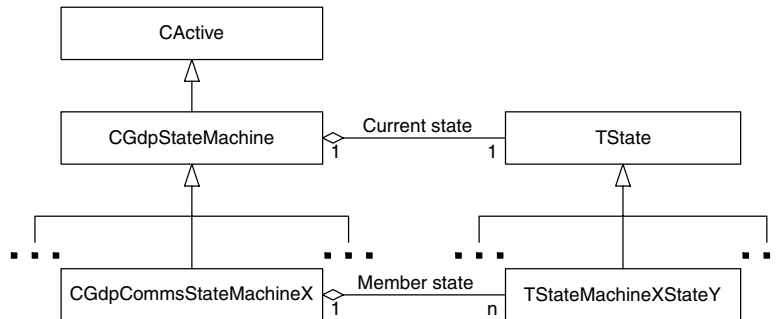 CActive
CGdpStateMachine
Current state
TState
1
1
CGdpCommsStateMachineX
Member state
TStateMachineXStateY
1
n